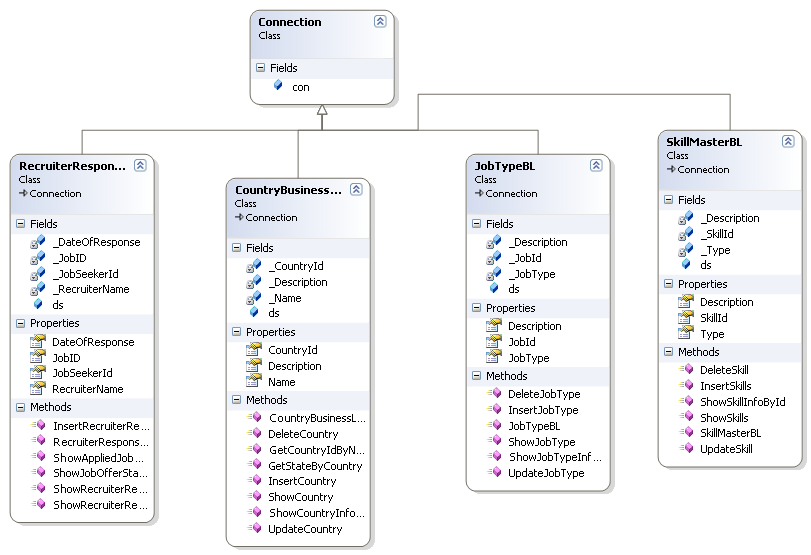 Connection
Class
Fields
con
RecruiterRespon...
Class
Connection
Fields
_DateOfResponse
_JobID
_JobSeekerId
_RecruiterName
ds
Properties
DateOfResponse
JobID
JobSeekerId
RecruiterName
Methods
InsertRecruiterRe...
RecruiterRespons...
ShowAppliedJob...
ShowJobOfferSta...
ShowRecruiterRe...
ShowRecruiterRe...
CountryBusiness...
Class
Connection
Fields
_CountryId
_Description
_Name
ds
Properties
CountryId
Description
Name
Methods
CountryBusinessL...
DeleteCountry
GetCountryIdByN...
GetStateByCountry
InsertCountry
ShowCountry
ShowCountryInfo...
UpdateCountry
JobTypeBL
Class
Connection
Fields
_Description
_JobId
_JobType
ds
Properties
Description
JobId
JobType
Methods
DeleteJobType
InsertJobType
JobTypeBL
ShowJobType
ShowJobTypeInf...
UpdateJobType
SkillMasterBL
Class
Connection
Fields
_Description
_SkillId
_Type
ds
Properties
Description
SkillId
Type
Methods
DeleteSkill
InsertSkills
ShowSkillInfoById
ShowSkills
SkillMasterBL
UpdateSkill